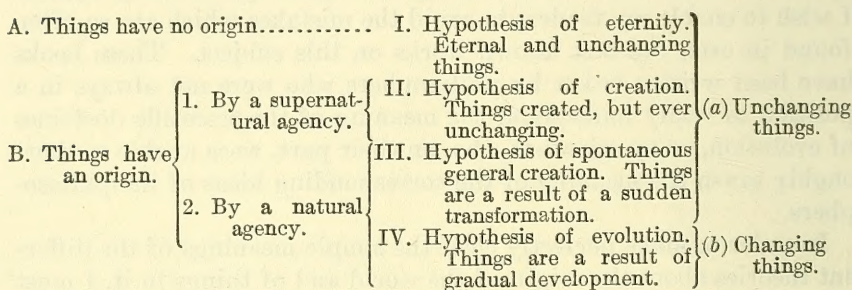 A. Things have no origin.............. I. Hypothesis of eternity.
Eternal and unchanging
things.
1. By a supernat-
ural agency.
II. Hypothesis of creation.
Things created, but ever
unchanging.
(a) Unchanging
things.
B. Things have
an origin.
III. Hypothesis of spontaneous
general creation. Things
are a result of a sudden
transformation.
2. By a natural
agency.
IV. Hypothesis of evolution.
Things are a result of
gradual development.
(b) Changing
things.